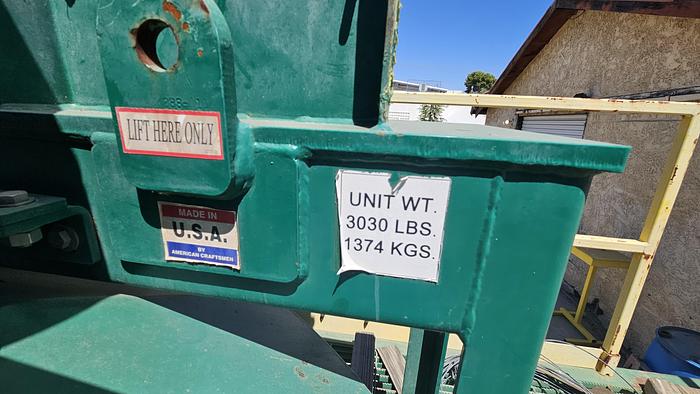 LIFT HERE ONLY
MADE IN
U.S.A.
BY
AMERICAN CRAFTSMEN
UNIT WT.
3030 LBS.
1374 KGS.